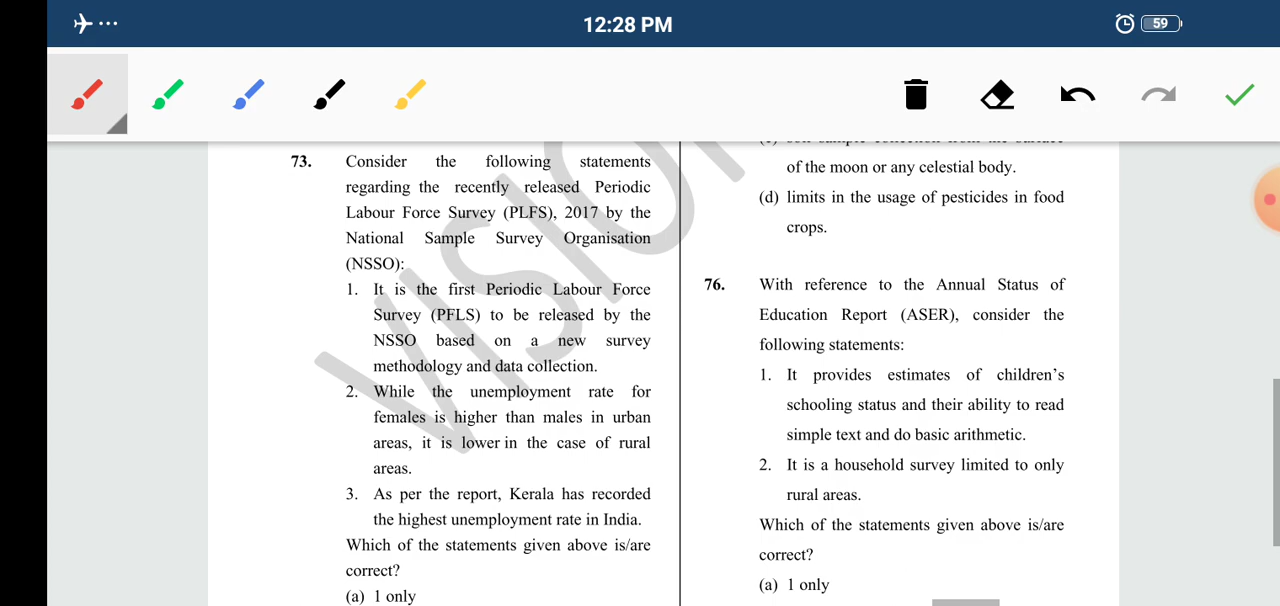 12:28 PM
59
73. Consider the following statements
regarding the recently released Periodic
Labour Force Survey (PLFS), 2017 by the
National Sample Survey Organisation
(NSSO):
1. It is the first Periodic Labour Force
Survey (PFLS) to be released by the
NSSO based on a new survey
methodology and data collection.
2. While the unemployment rate for
females is higher than males in urban
areas, it is lower in the case of rural
areas.
3. As per the report, Kerala has recorded
the highest unemployment rate in India.
Which of the statements given above is/are
correct?
(a) 1 only
of the moon or any celestial body.
(d) limits in the usage of pesticides in food
crops.
76. With reference to the Annual Status of
Education Report (ASER), consider the
following statements:
1. It provides estimates of children's
schooling status and their ability to read
simple text and do basic arithmetic.
2. It is a household survey limited to only
rural areas.
Which of the statements given above is/are
correct?
(a) 1 only
VISION